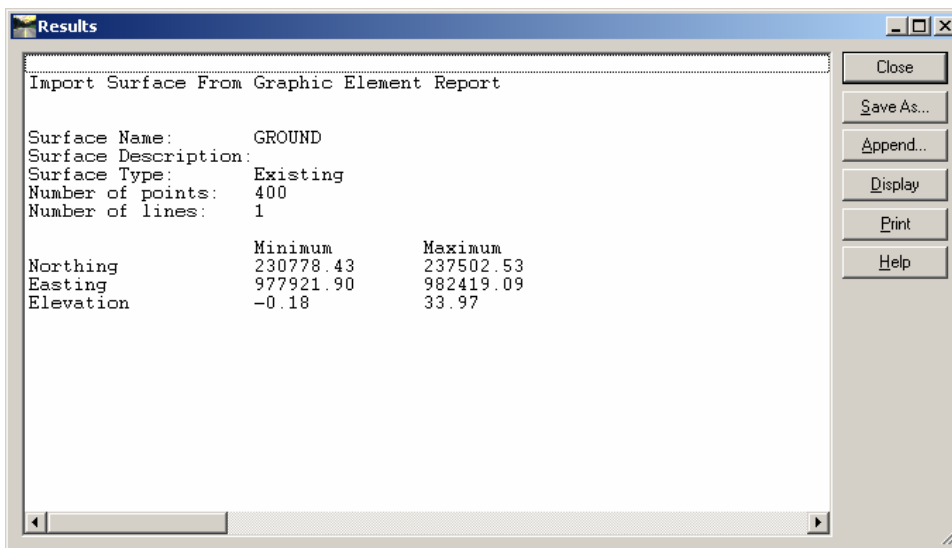 Results
Import Surface From Graphic Element Report
Surface Name: GROUND
Surface Description:
Surface Type: Existing
Number of points: 400
Number of lines: 1
Minimum Maximum
Northing 230778.43 237502.53
Easting 977921.90 982419.09
Elevation -0.18 33.97
Close
Save As...
Append...
Display
Print
Help